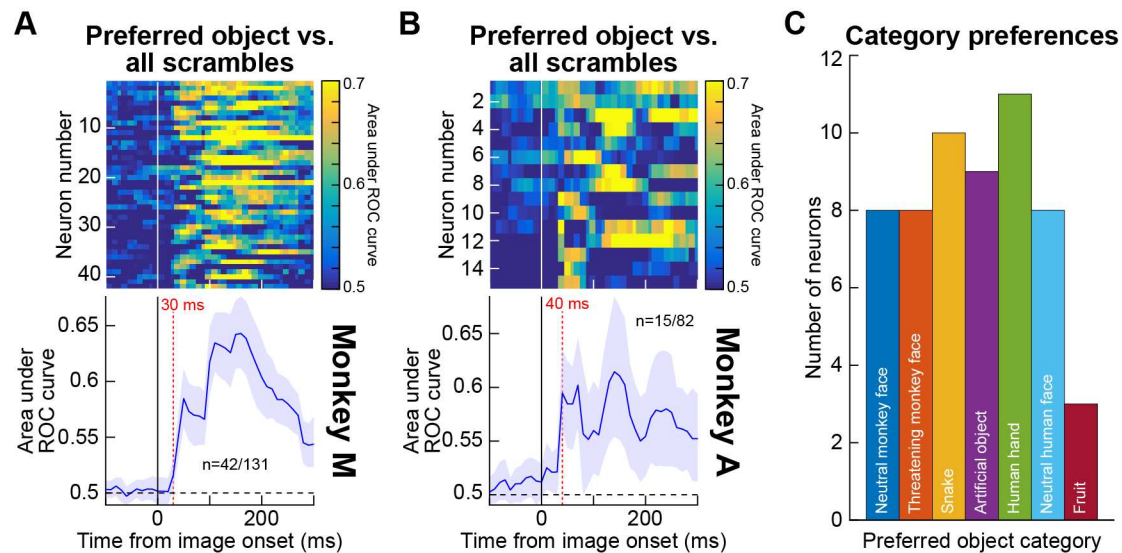 A
Preferred object vs.
all scrambles
Neuron number
10
20
30
40
0.7
0.6
0.5
Area under ROC curve
30 ms
0.65
0.6
0.55
0.5
Area under
ROC curve
n=42/131
0
200
Time from image onset (ms)
Monkey M
B
Preferred object vs.
all scrambles
Neuron number
2
4
6
8
10
12
14
0.7
0.6
0.5
Area under ROC curve
40 ms
0.65
0.6
0.55
0.5
Area under
ROC curve
n=15/82
0
200
Time from image onset (ms)
Monkey A
C
Category preferences
Number of neurons
12
10
8
6
4
2
0
Neutral monkey face
Threatening monkey face
Snake
Artificial object
Human hand
Neutral human face
Fruit
Preferred object category